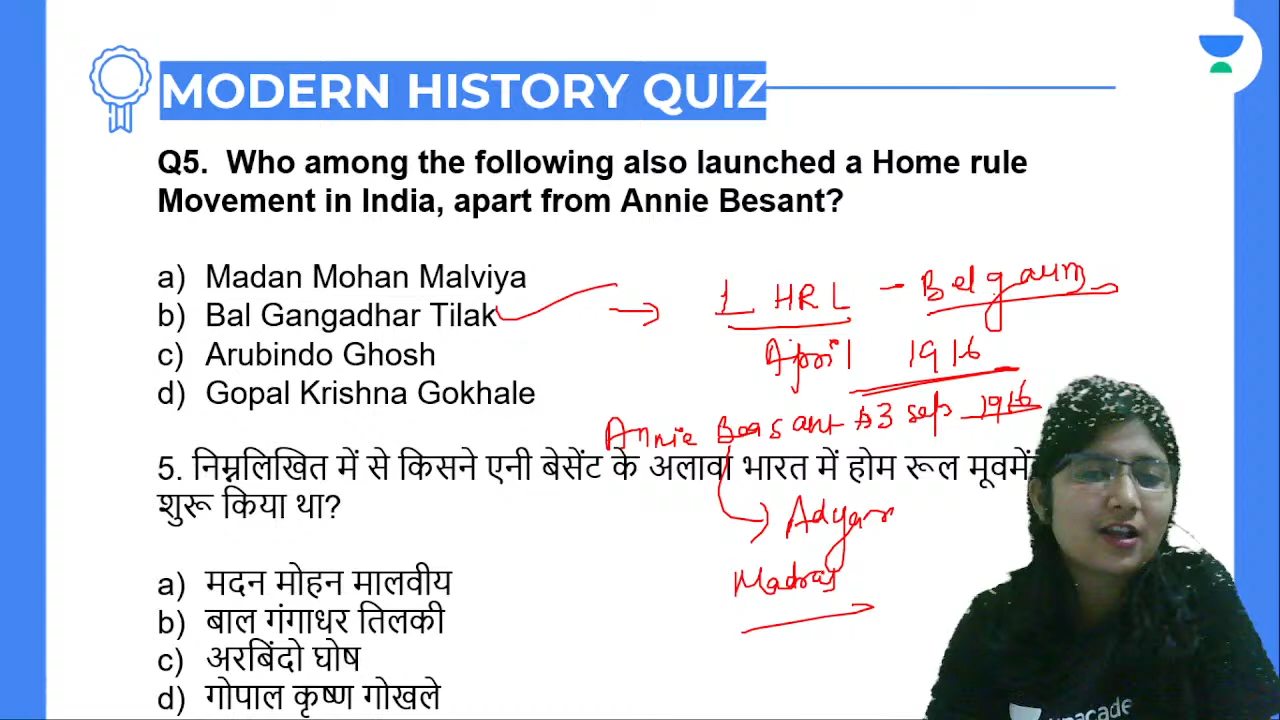 MODERN HISTORY QUIZ
Q5. Who among the following also launched a Home rule
Movement in India, apart from Annie Besant?
a) Madan Mohan Malviya
b) Bal Gangadhar Tilak
c) Arubindo Ghosh
d) Gopal Krishna Gokhale
1 HRL - Belgaum
April 1916
Annie Beasant 3 sep 1916
Adyar
Madras
5. निम्नलिखित में से किसने एनी बेसेंट के अलावा भारत में होम रूल मूवमें
शुरू किया था?
a) मदन मोहन मालवीय
b) बाल गंगाधर तिलकी
c) अरबिंदो घोष
d) गोपाल कृष्ण गोखले